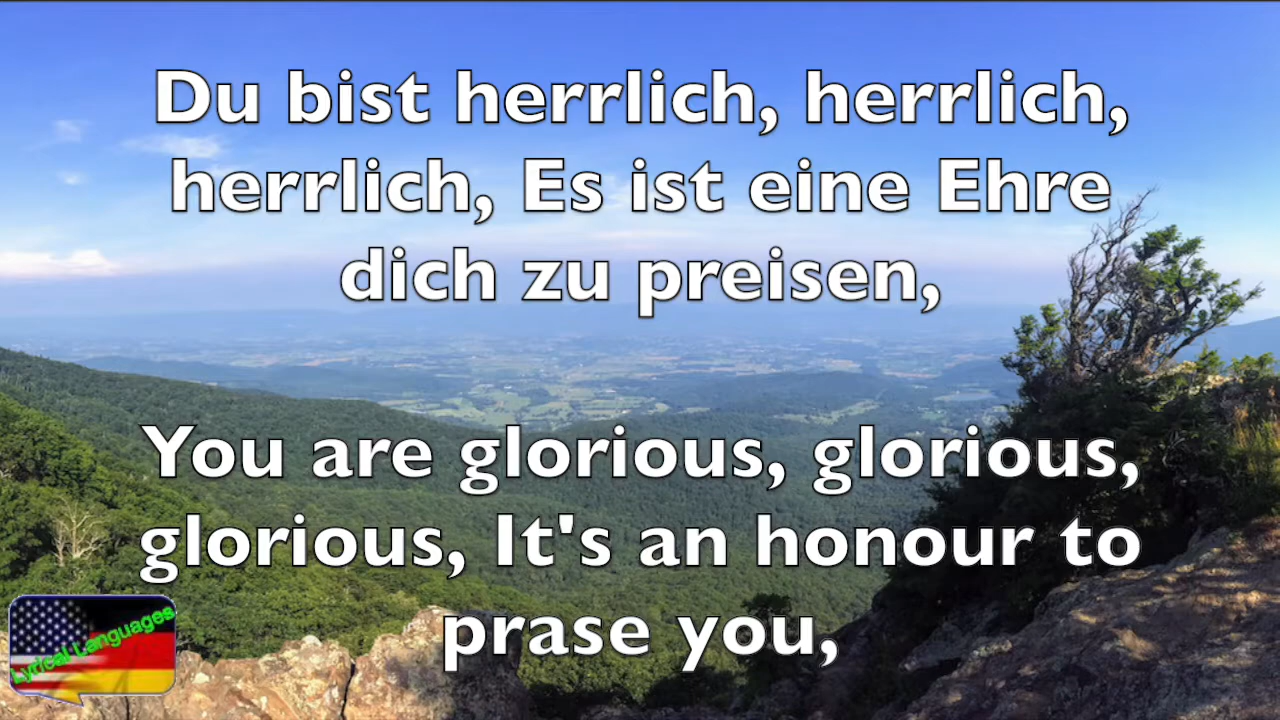 Du bist herrlich, herrlich,
herrlich, Es ist eine Ehre
dich zu preisen,
You are glorious, glorious,
glorious, It's an honour to
prase you,
Lyrical Languages